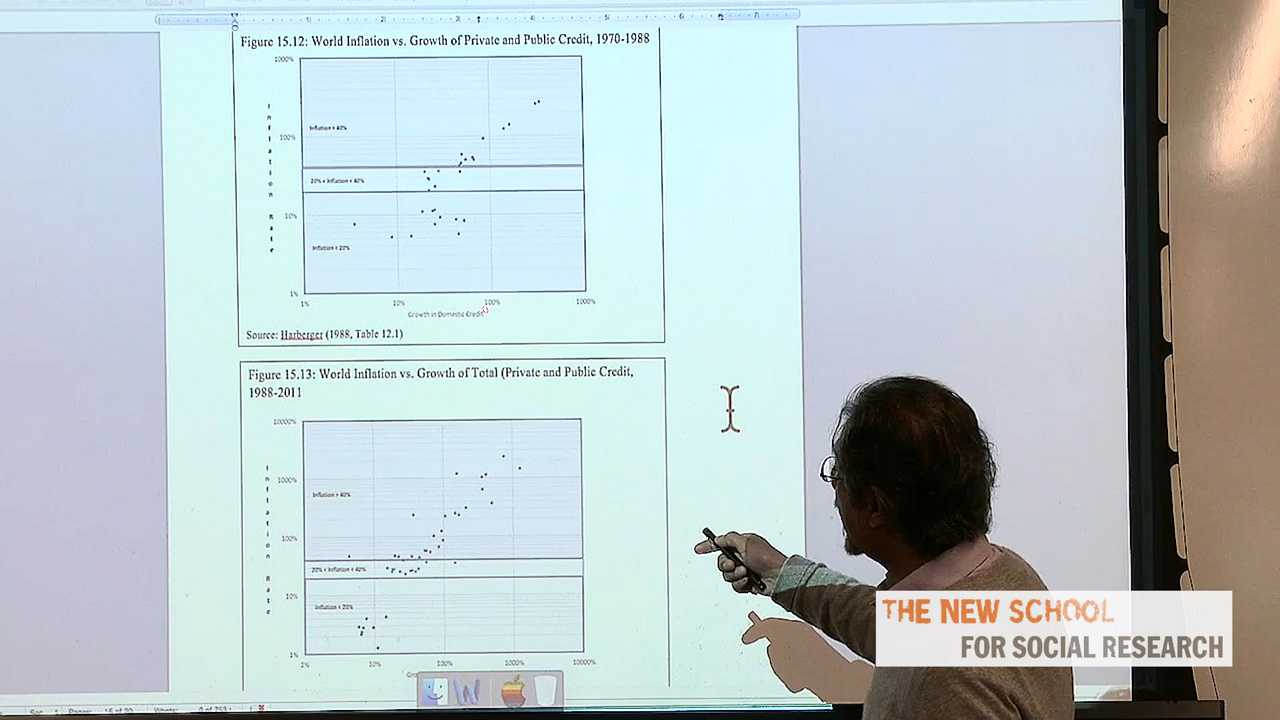 Figure 15.12: World Inflation vs. Growth of Private and Public Credit, 1970-1988
1000%
Inflation > 40%
100%
20% < Inflation < 40%
10%
Inflation < 20%
1%
Inflation Rate
1% 10% 100% 1000%
Growth in Domestic Credit
Source: Harberger (1988, Table 12.1)
Figure 15.13: World Inflation vs. Growth of Total (Private and Public Credit,
1988-2011
10000%
1000%
Inflation > 40%
100%
20% < Inflation < 40%
10%
Inflation < 20%
1%
Inflation Rate
1% 10% 100% 1000% 10000%
THE NEW SCHOOL
FOR SOCIAL RESEARCH